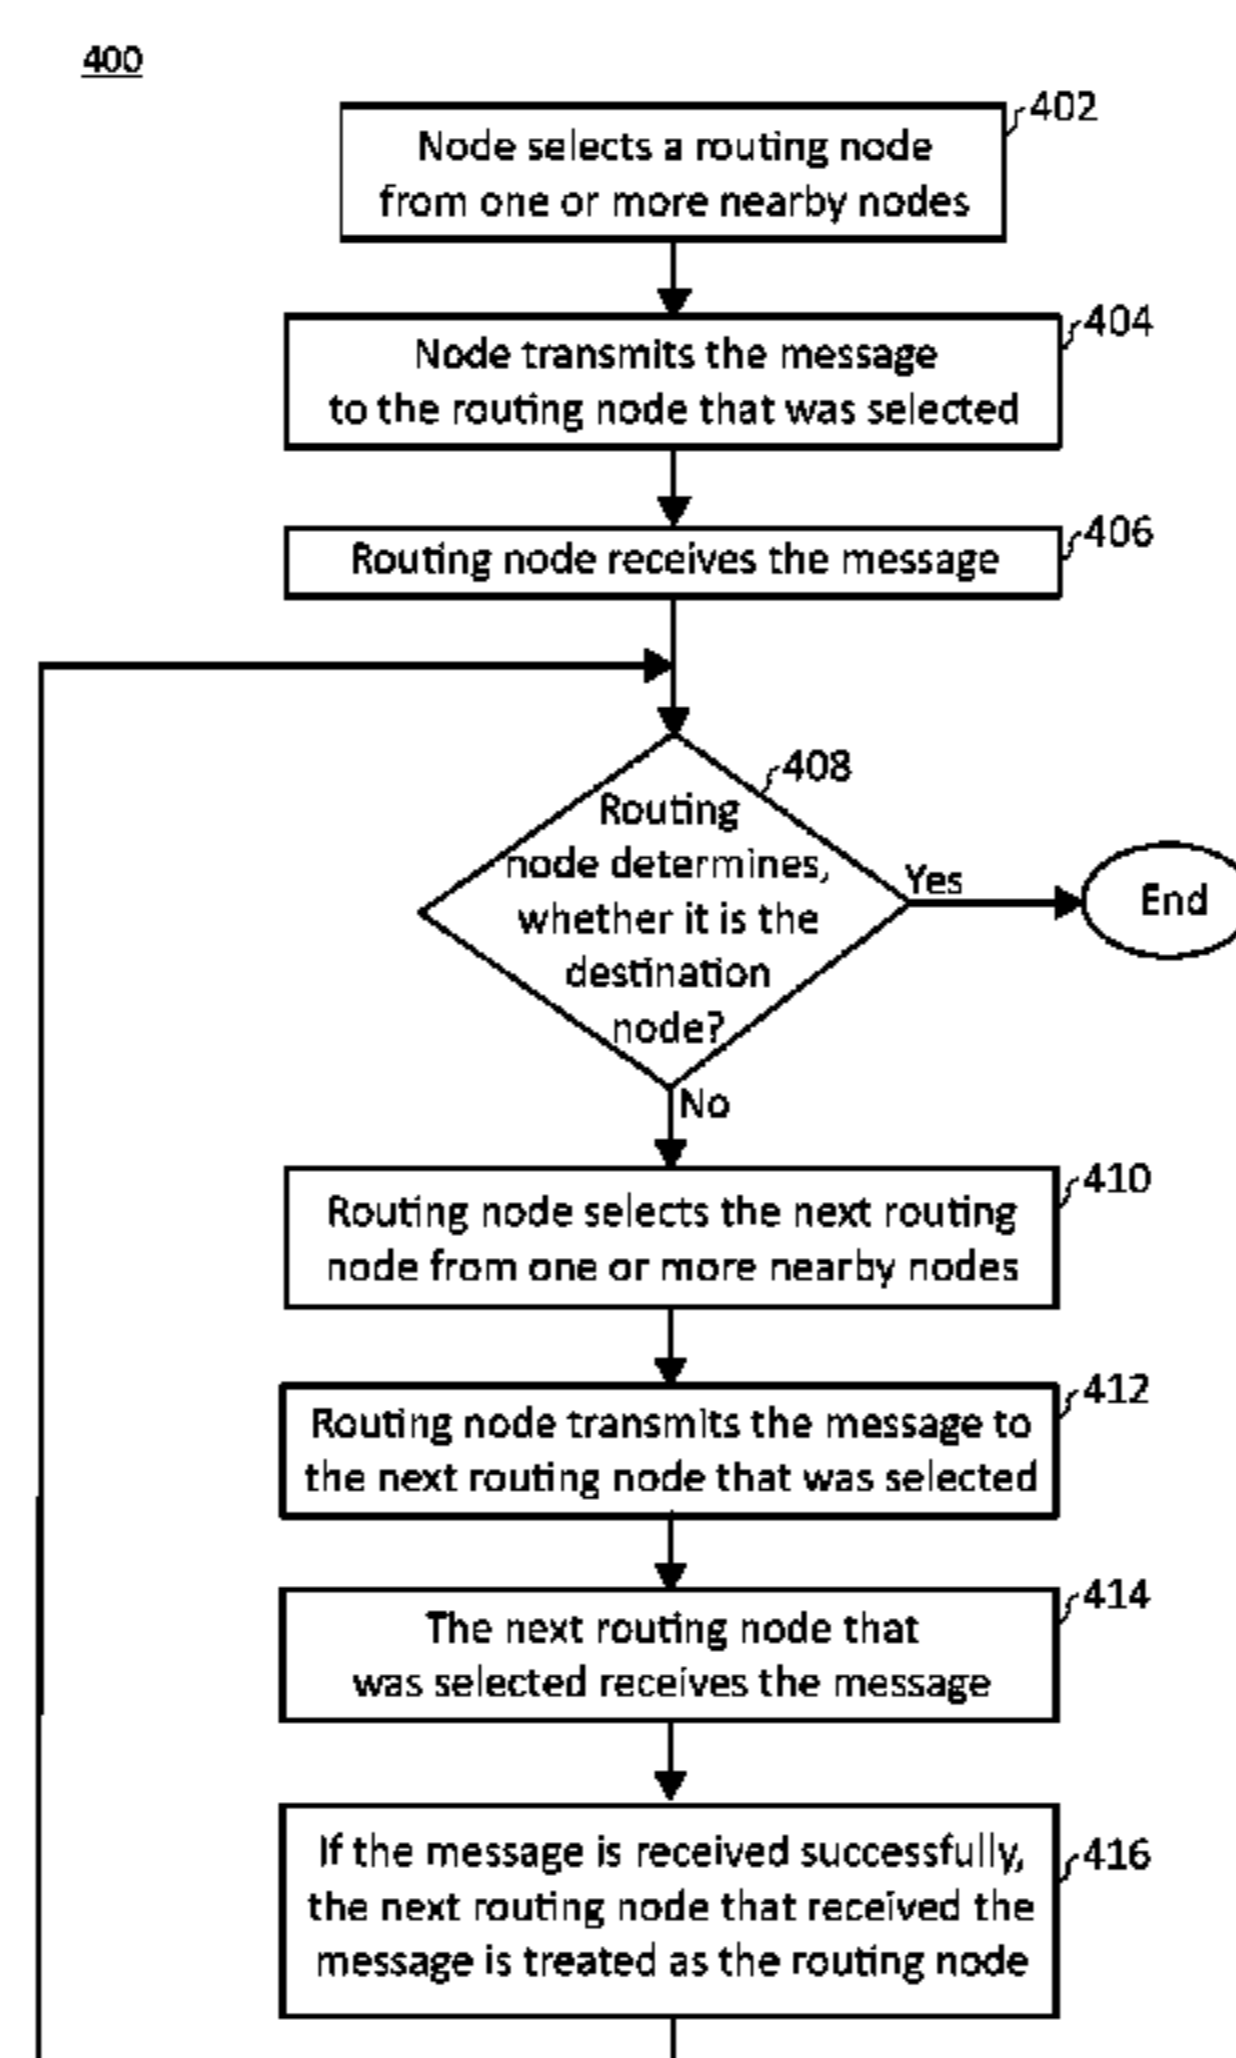 400
402
Node selects a routing node
from one or more nearby nodes
404
Node transmits the message
to the routing node that was selected
406
Routing node receives the message
408
Routing
node determines,
whether it is the
destination
node?
Yes
End
No
410
Routing node selects the next routing
node from one or more nearby nodes
412
Routing node transmits the message to
the next routing node that was selected
414
The next routing node that
was selected receives the message
416
If the message is received successfully,
the next routing node that received the
message is treated as the routing node